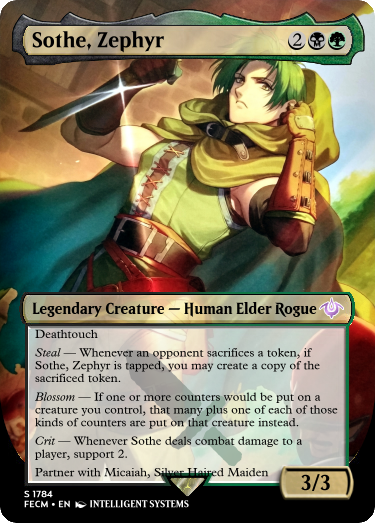 Sothe, Zephyr 2
Legendary Creature — Human Elder Rogue
Deathtouch
Steal — Whenever an opponent sacrifices a token, if
Sothe, Zephyr is tapped, you may create a copy of the
sacrificed token.
Blossom — If one or more counters would be put on a
creature you control, that many plus one of each of those
kinds of counters are put on that creature instead.
Crit — Whenever Sothe deals combat damage to a
player, support 2.
Partner with Micaiah, Silver Haired Maiden
3/3
S 1784
FECM • EN INTELLIGENT SYSTEMS